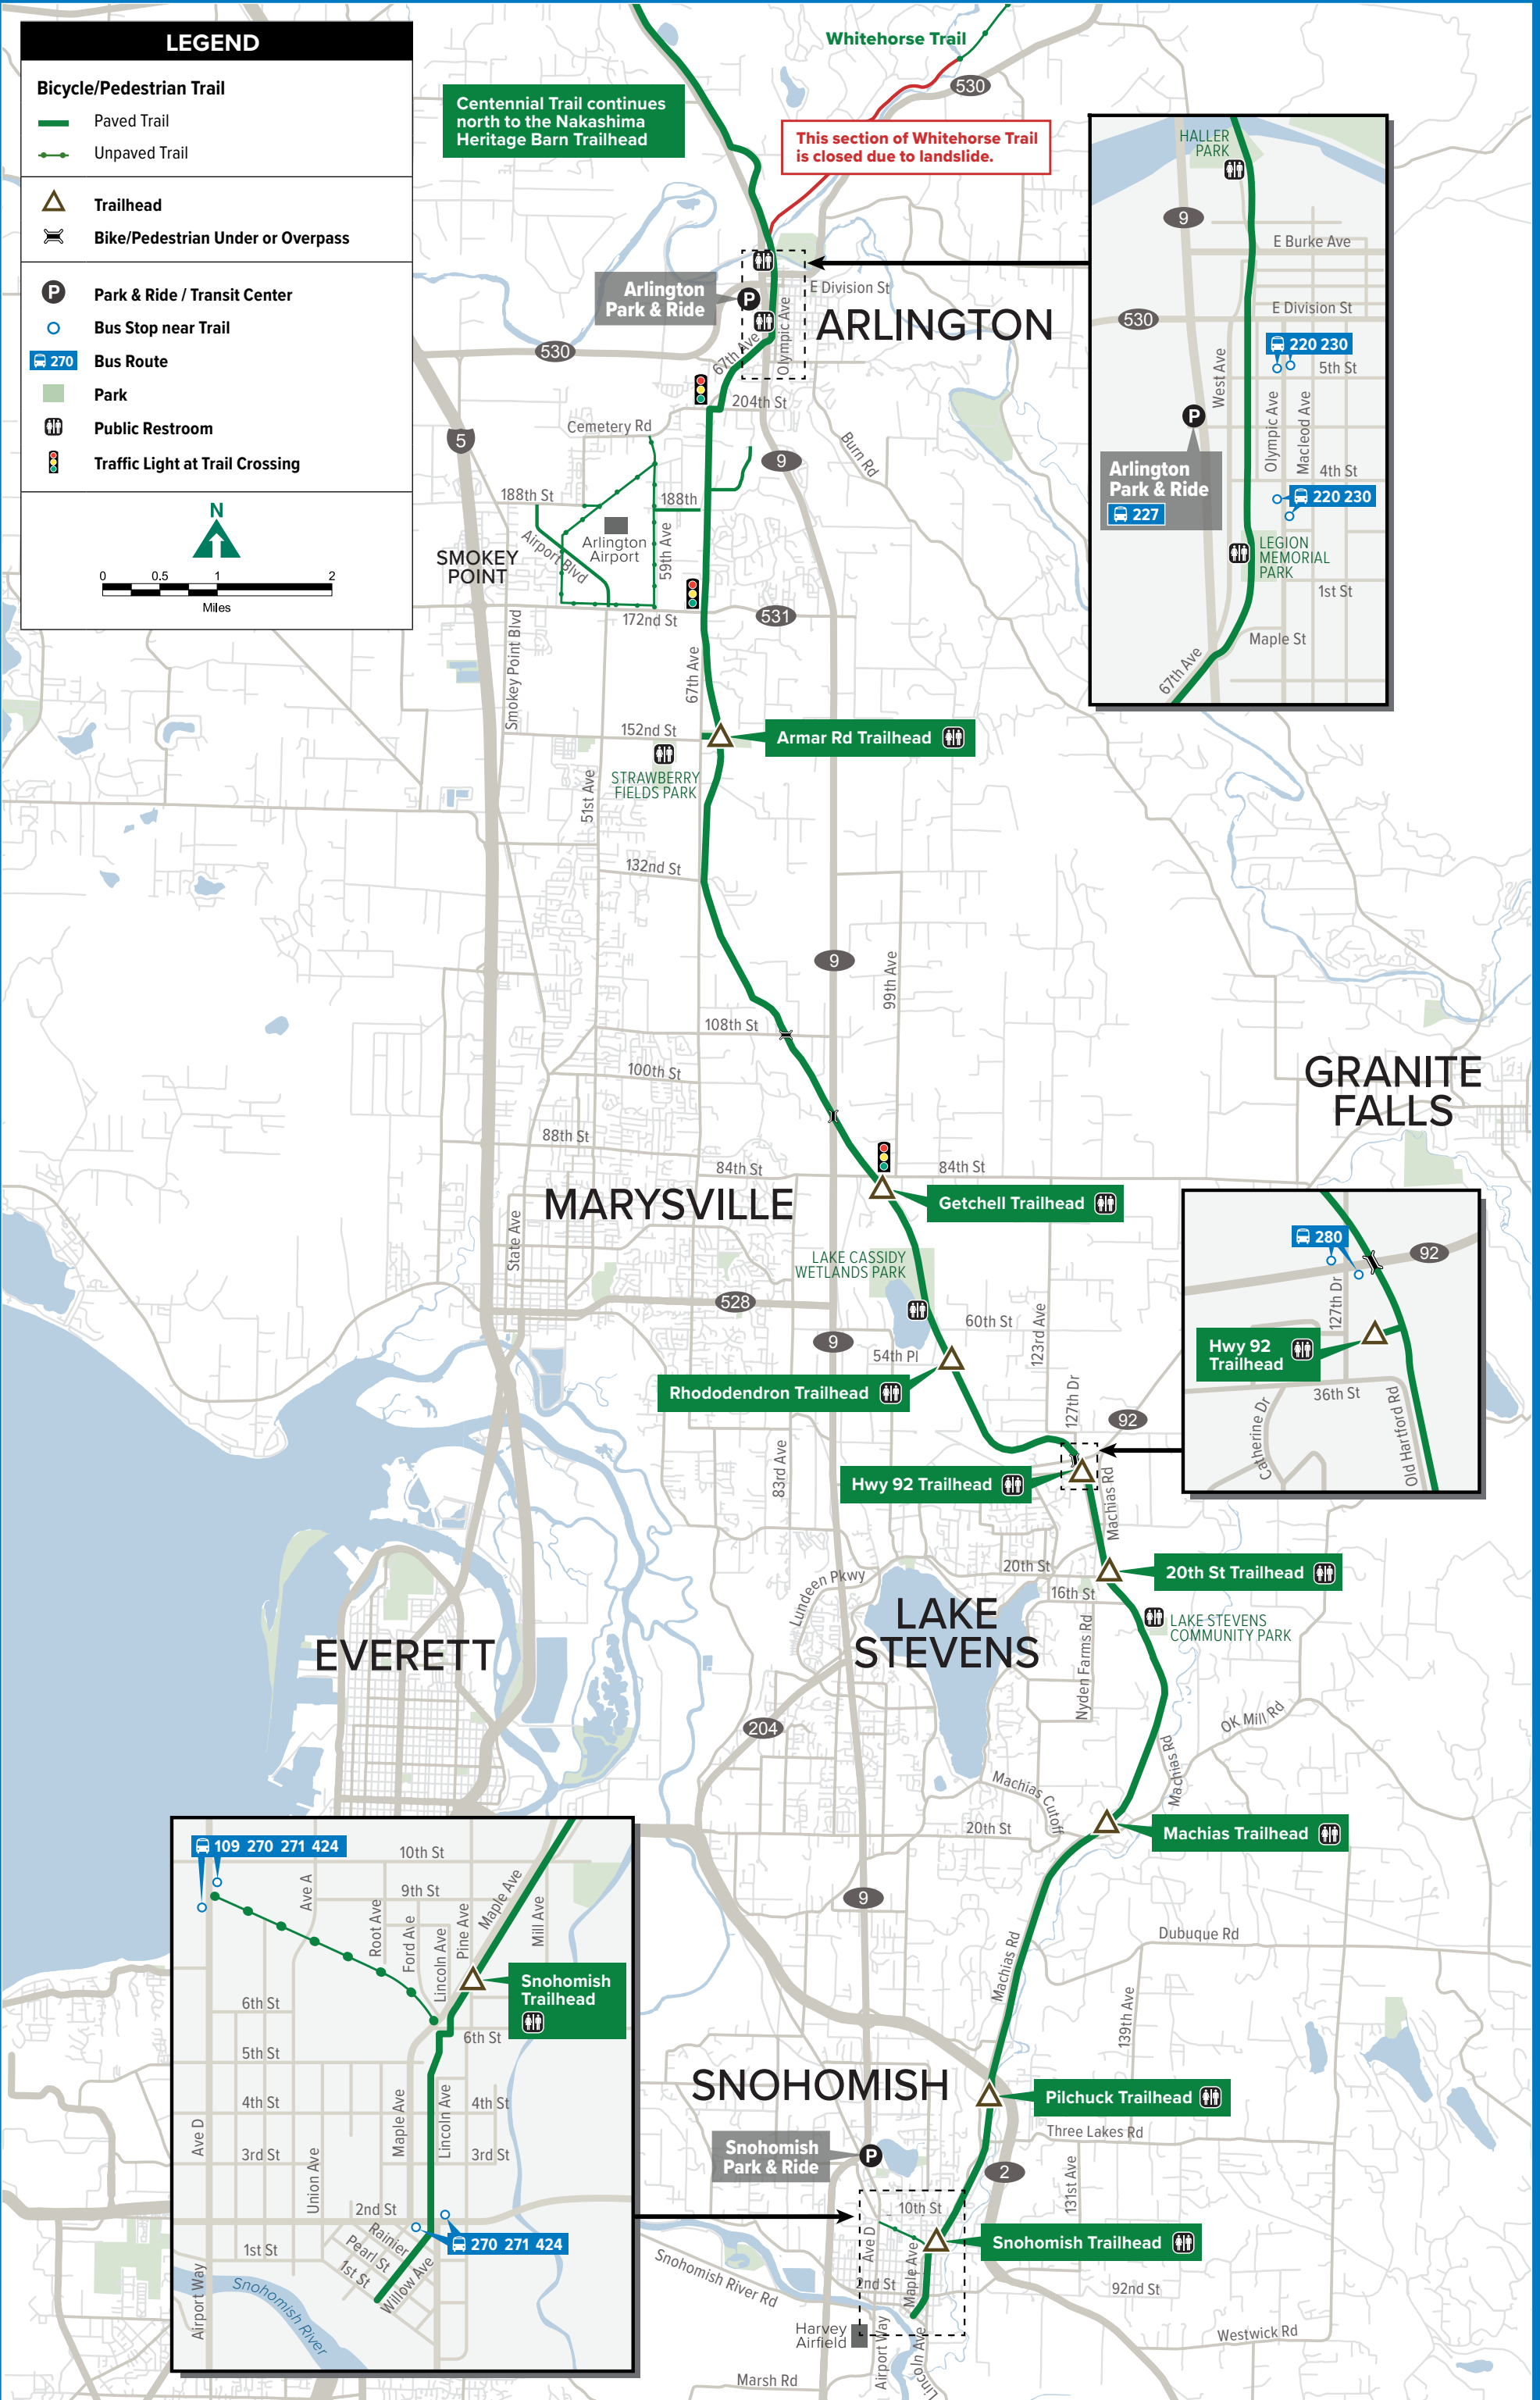 LEGEND
Bicycle/Pedestrian Trail
Paved Trail
Unpaved Trail
Trailhead
Bike/Pedestrian Under or Overpass
P
Park & Ride / Transit Center
Bus Stop near Trail
270
Bus Route
Park
Public Restroom
Traffic Light at Trail Crossing
N
0 0.5 1 2
Miles
Whitehorse Trail
530
Centennial Trail continues
north to the Nakashima
Heritage Barn Trailhead
This section of Whitehorse Trail
is closed due to landslide.
Arlington
Park & Ride
P
E Division St
ARLINGTON
Olympic Ave
67th Ave
530
204th St
Cemetery Rd
5
9
Burn Rd
188th St
188th
Arlington
Airport
Airport Blvd
59th Ave
SMOKEY
POINT
172nd St
531
Smokey Point Blvd
67th Ave
152nd St
Armar Rd Trailhead
STRAWBERRY
FIELDS PARK
51st Ave
132nd St
9
99th Ave
108th St
100th St
88th St
84th St
84th St
MARYSVILLE
Getchell Trailhead
State Ave
LAKE CASSIDY
WETLANDS PARK
528
9
60th St
54th Pl
123rd Ave
Rhododendron Trailhead
127th Dr
92
83rd Ave
Hwy 92 Trailhead
Machias Rd
GRANITE
FALLS
20th St
20th St Trailhead
16th St
Lundeen Pkwy
LAKE
STEVENS
LAKE STEVENS
COMMUNITY PARK
Nyden Farms Rd
EVERETT
204
OK Mill Rd
Machias Rd
Machias Cutoff
20th St
Machias Trailhead
9
Dubuque Rd
Machias Rd
139th Ave
SNOHOMISH
Pilchuck Trailhead
Three Lakes Rd
Snohomish
Park & Ride
P
2
131st Ave
10th St
Ave D
Maple Ave
Snohomish Trailhead
2nd St
92nd St
Snohomish River Rd
Harvey
Airfield
Airport Way
Lincoln Ave
Westwick Rd
Marsh Rd
HALLER
PARK
9
E Burke Ave
E Division St
530
220 230
5th St
West Ave
Olympic Ave
Macleod Ave
P
Arlington
Park & Ride
227
4th St
220 230
LEGION
MEMORIAL
PARK
1st St
Maple St
67th Ave
280
92
127th Dr
Hwy 92
Trailhead
36th St
Catherine Dr
Old Hartford Rd
109 270 271 424
10th St
Ave A
9th St
Root Ave
Ford Ave
Lincoln Ave
Pine Ave
Maple Ave
Mill Ave
Snohomish
Trailhead
6th St
6th St
5th St
4th St
4th St
Ave D
Maple Ave
Lincoln Ave
3rd St
3rd St
Union Ave
2nd St
Rainier
Pearl St
1st St
1st St
270 271 424
Willow Ave
Airport Way
Snohomish River